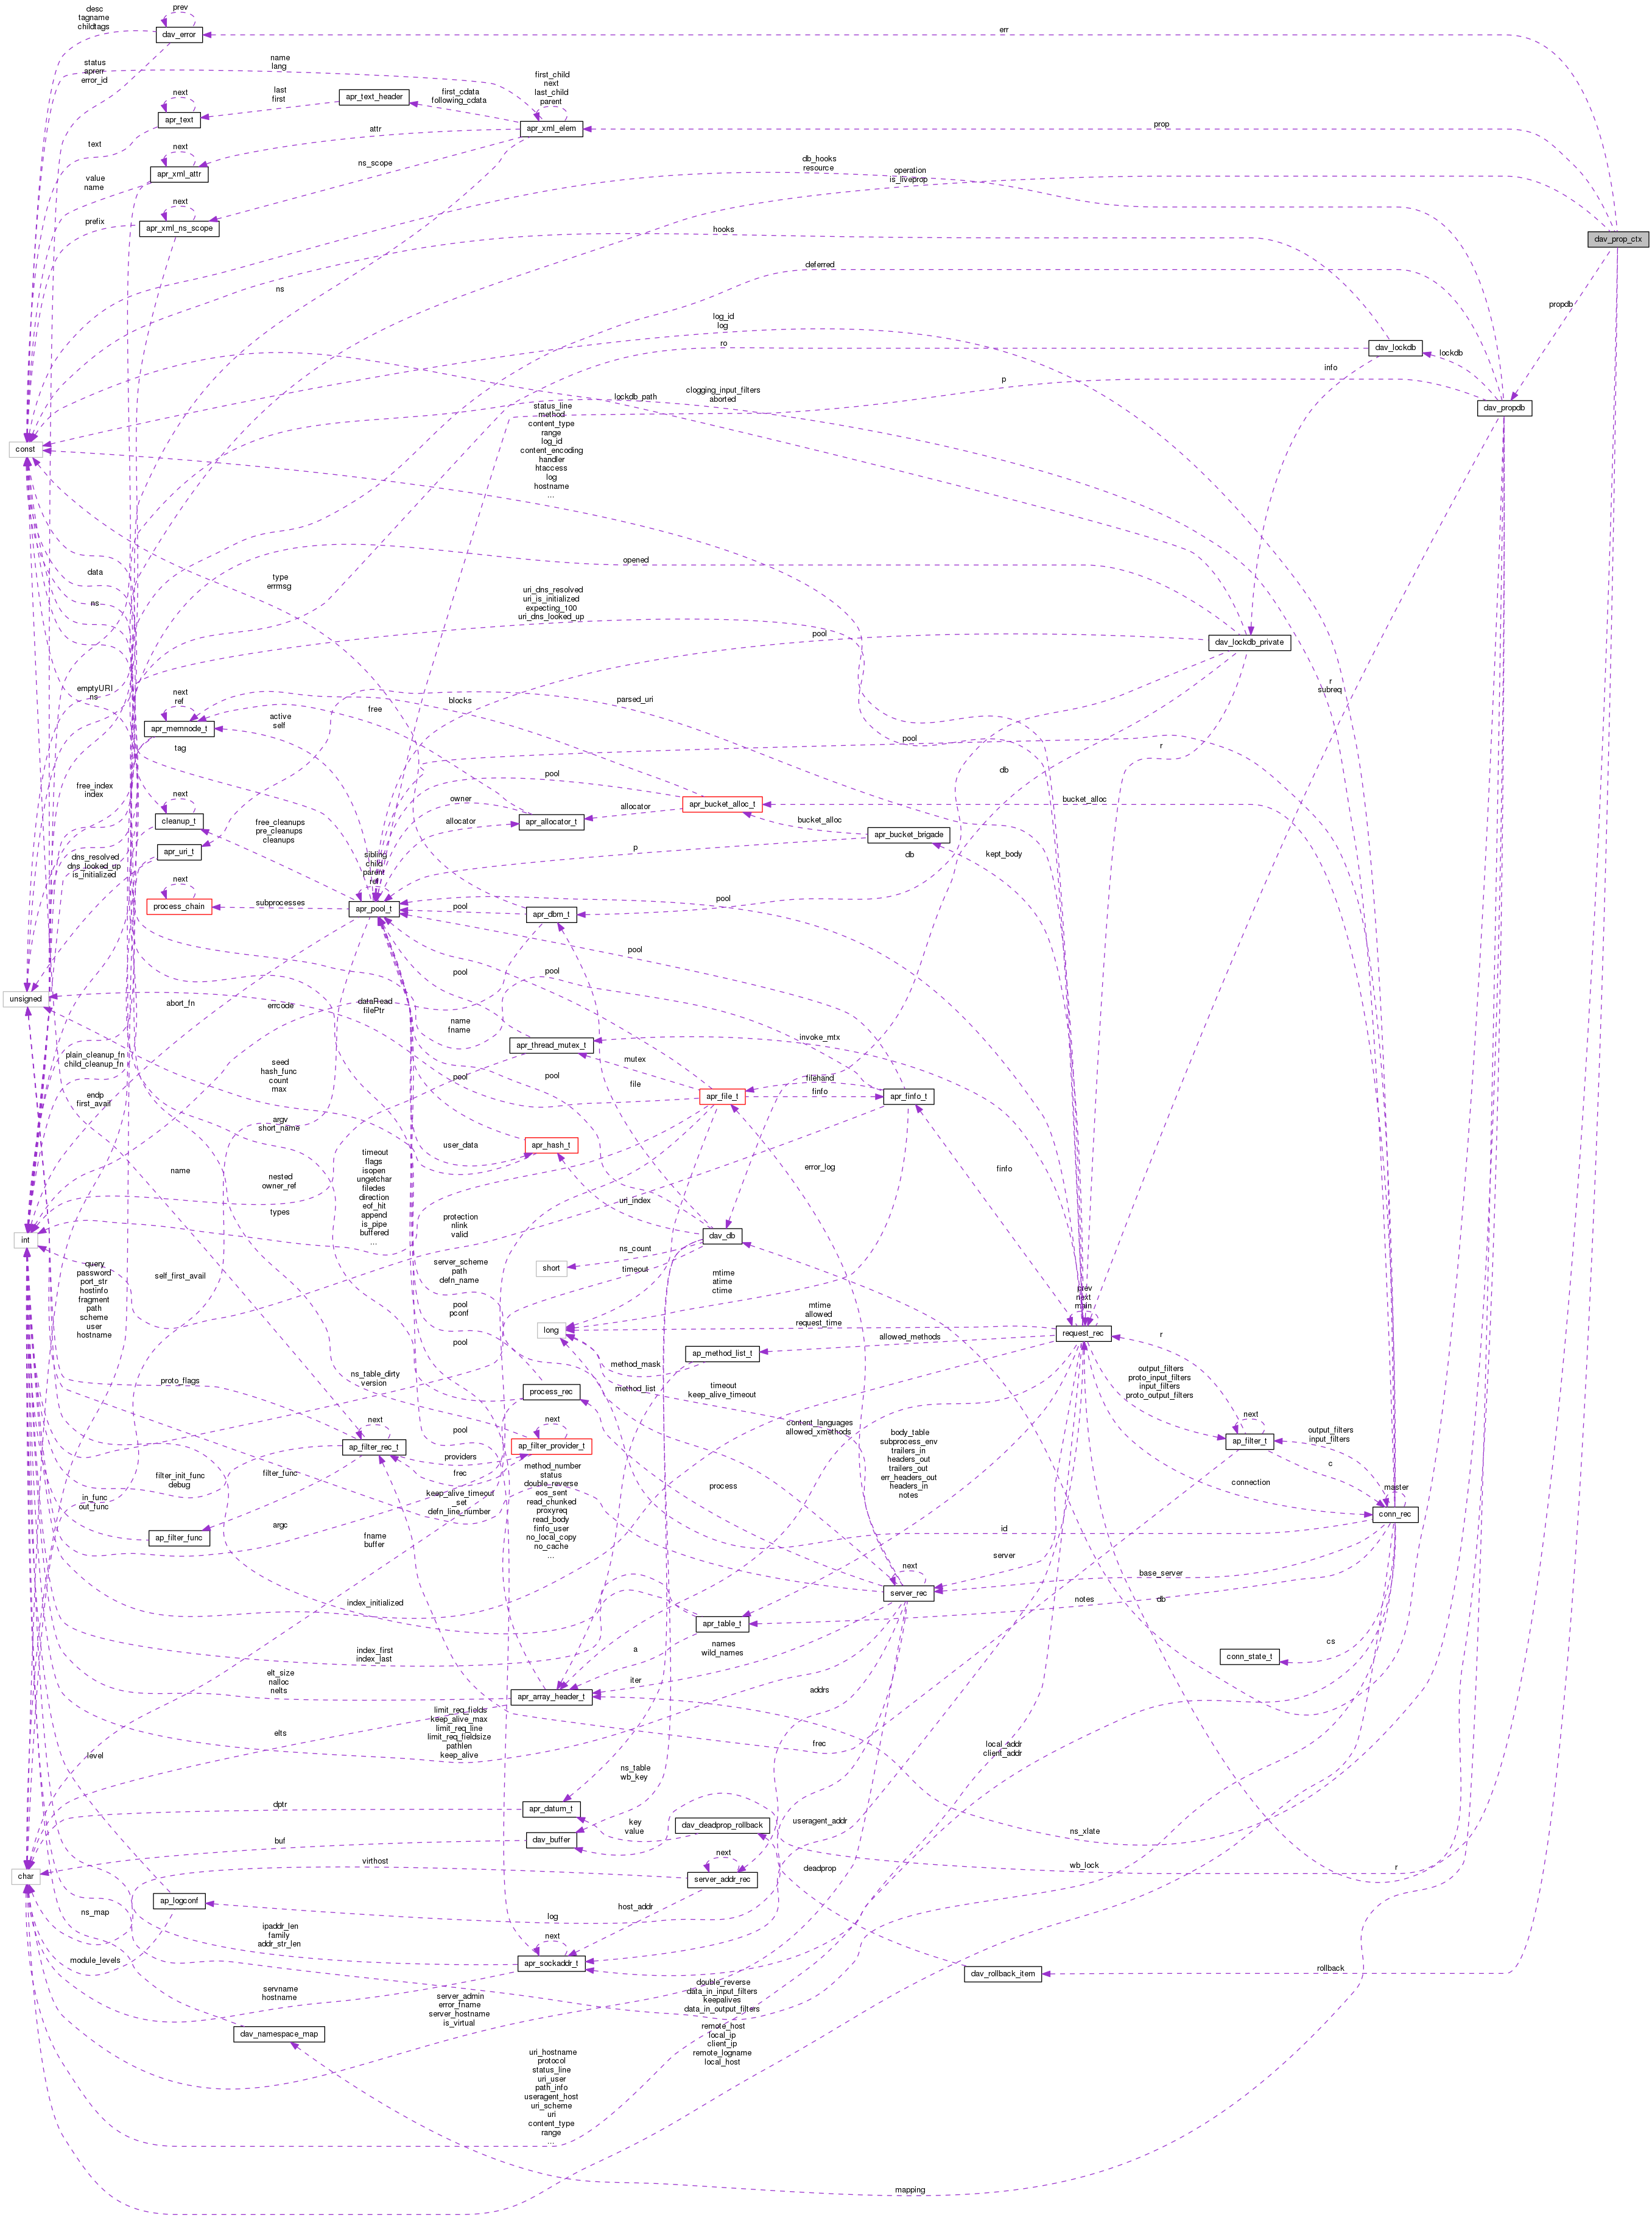 desc
tagname
childtags
prev
dav_error
err
status
aprerr
error_id
name
lang
first_child
next
last_child
parent
last
first
apr_text_header
first_cdata
following_cdata
next
apr_text
apr_xml_elem
prop
attr
text
next
apr_xml_attr
ns_scope
db_hooks
resource
operation
is_liveprop
value
name
next
prefix
apr_xml_ns_scope
hooks
dav_prop_ctx
deferred
ns
propdb
log_id
log
ro
dav_lockdb
lockdb
info
p
clogging_input_filters
aborted
lockdb_path
dav_propdb
status_line
method
content_type
range
log_id
content_encoding
handler
htaccess
log
hostname
...
const
opened
data
type
errmsg
uri_dns_resolved
uri_is_initialized
expecting_100
uri_dns_looked_up
ns
pool
dav_lockdb_private
r
subreq
emptyURI
ns
next
ref
blocks
parsed_uri
free
active
self
apr_memnode_t
tag
pool
r
db
pool
free_index
index
next
owner
apr_bucket_alloc_t
bucket_alloc
allocator
cleanup_t
free_cleanups
pre_cleanups
cleanups
allocator
apr_allocator_t
bucket_alloc
apr_bucket_brigade
dns_resolved
dns_looked_up
is_initialized
apr_uri_t
sibling
child
parent
ref
p
db
kept_body
next
process_chain
subprocesses
apr_pool_t
pool
apr_dbm_t
pool
pool
pool
pool
unsigned
abort_fn
errcode
dataRead
filePtr
name
fname
invoke_mtx
apr_thread_mutex_t
plain_cleanup_fn
child_cleanup_fn
seed
hash_func
count
max
pool
pool
mutex
file
filehand
apr_file_t
finfo
apr_finfo_t
endp
first_avail
argv
short_name
user_data
apr_hash_t
timeout
flags
isopen
ungetchar
filedes
direction
eof_hit
append
is_pipe
buffered
...
name
nested
owner_ref
error_log
finfo
uri_index
types
protection
nlink
valid
int
dav_db
ns_count
short
query
password
port_str
hostinfo
fragment
path
scheme
user
hostname
self_first_avail
server_scheme
path
defn_name
timeout
mtime
atime
ctime
prev
next
main
pool
pconf
long
mtime
allowed
request_time
request_rec
pool
allowed_methods
r
ap_method_list_t
method_mask
output_filters
proto_input_filters
input_filters
proto_output_filters
proto_flags
ns_table_dirty
version
process_rec
method_list
timeout
keep_alive_timeout
next
content_languages
allowed_xmethods
next
next
pool
ap_filter_rec_t
ap_filter_provider_t
body_table
subprocess_env
trailers_in
headers_out
trailers_out
err_headers_out
headers_in
notes
ap_filter_t
output_filters
input_filters
providers
c
filter_init_func
debug
filter_func
frec
method_number
status
double_reverse
eos_sent
read_chunked
proxyreq
read_body
finfo_user
no_local_copy
no_cache
...
process
connection
master
in_func
out_func
keep_alive_timeout
_set
defn_line_number
conn_rec
ap_filter_func
argc
fname
buffer
id
server
next
base_server
server_rec
index_initialized
notes
db
apr_table_t
index_first
index_last
a
names
wild_names
cs
conn_state_t
elt_size
nalloc
nelts
iter
addrs
apr_array_header_t
elts
limit_req_fields
keep_alive_max
limit_req_line
limit_req_fieldsize
pathlen
keep_alive
frec
local_addr
client_addr
level
ns_table
wb_key
dptr
apr_datum_t
key
value
dav_deadprop_rollback
useragent_addr
ns_xlate
buf
dav_buffer
virthost
next
deadprop
wb_lock
r
char
server_addr_rec
ap_logconf
host_addr
log
ns_map
ipaddr_len
family
addr_str_len
next
module_levels
apr_sockaddr_t
dav_rollback_item
rollback
servname
hostname
double_reverse
data_in_input_filters
keepalives
data_in_output_filters
server_admin
error_fname
server_hostname
is_virtual
dav_namespace_map
remote_host
local_ip
client_ip
remote_logname
local_host
uri_hostname
protocol
status_line
uri_user
path_info
useragent_host
uri_scheme
uri
content_type
range
...
mapping